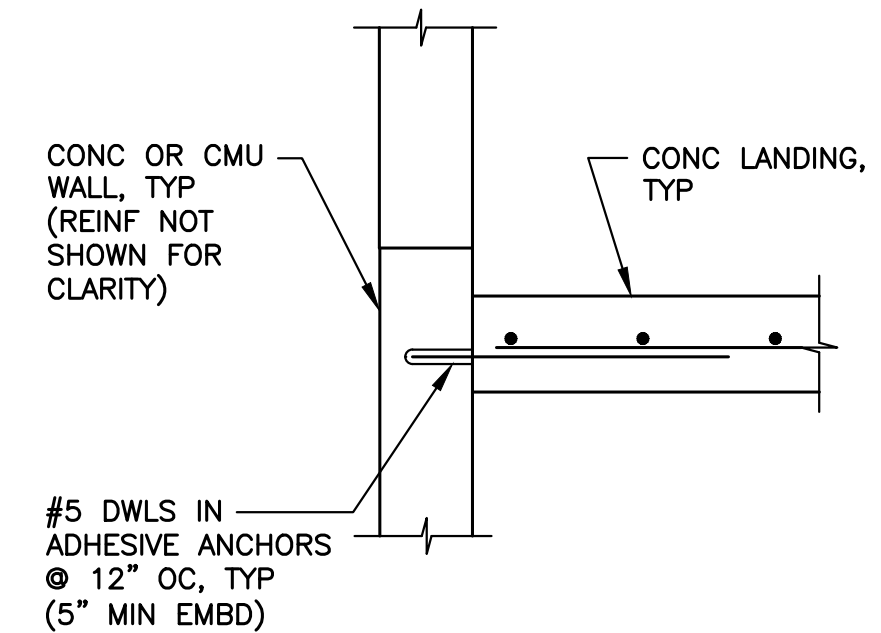 CONC OR CMU
WALL, TYP
(REINF NOT
SHOWN FOR
CLARITY)
CONC LANDING,
TYP
#5 DWLS IN
ADHESIVE ANCHORS
@ 12" OC, TYP
(5" MIN EMBD)